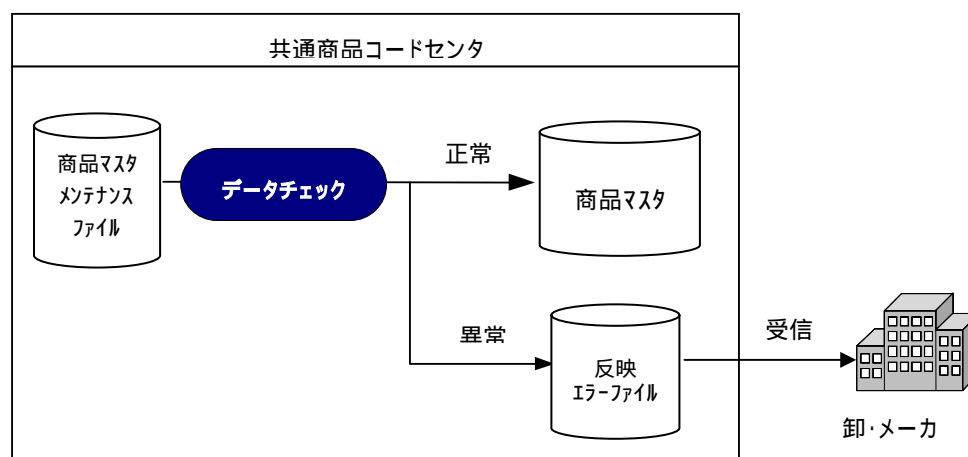 共通商品コードセンタ
商品ﾏｽﾀ
ﾒﾝﾃﾅﾝｽ
ﾌｧｲﾙ
データチェック
正常
商品ﾏｽﾀ
異常
反映
ｴﾗｰﾌｧｲﾙ
受信
卸･メーカ